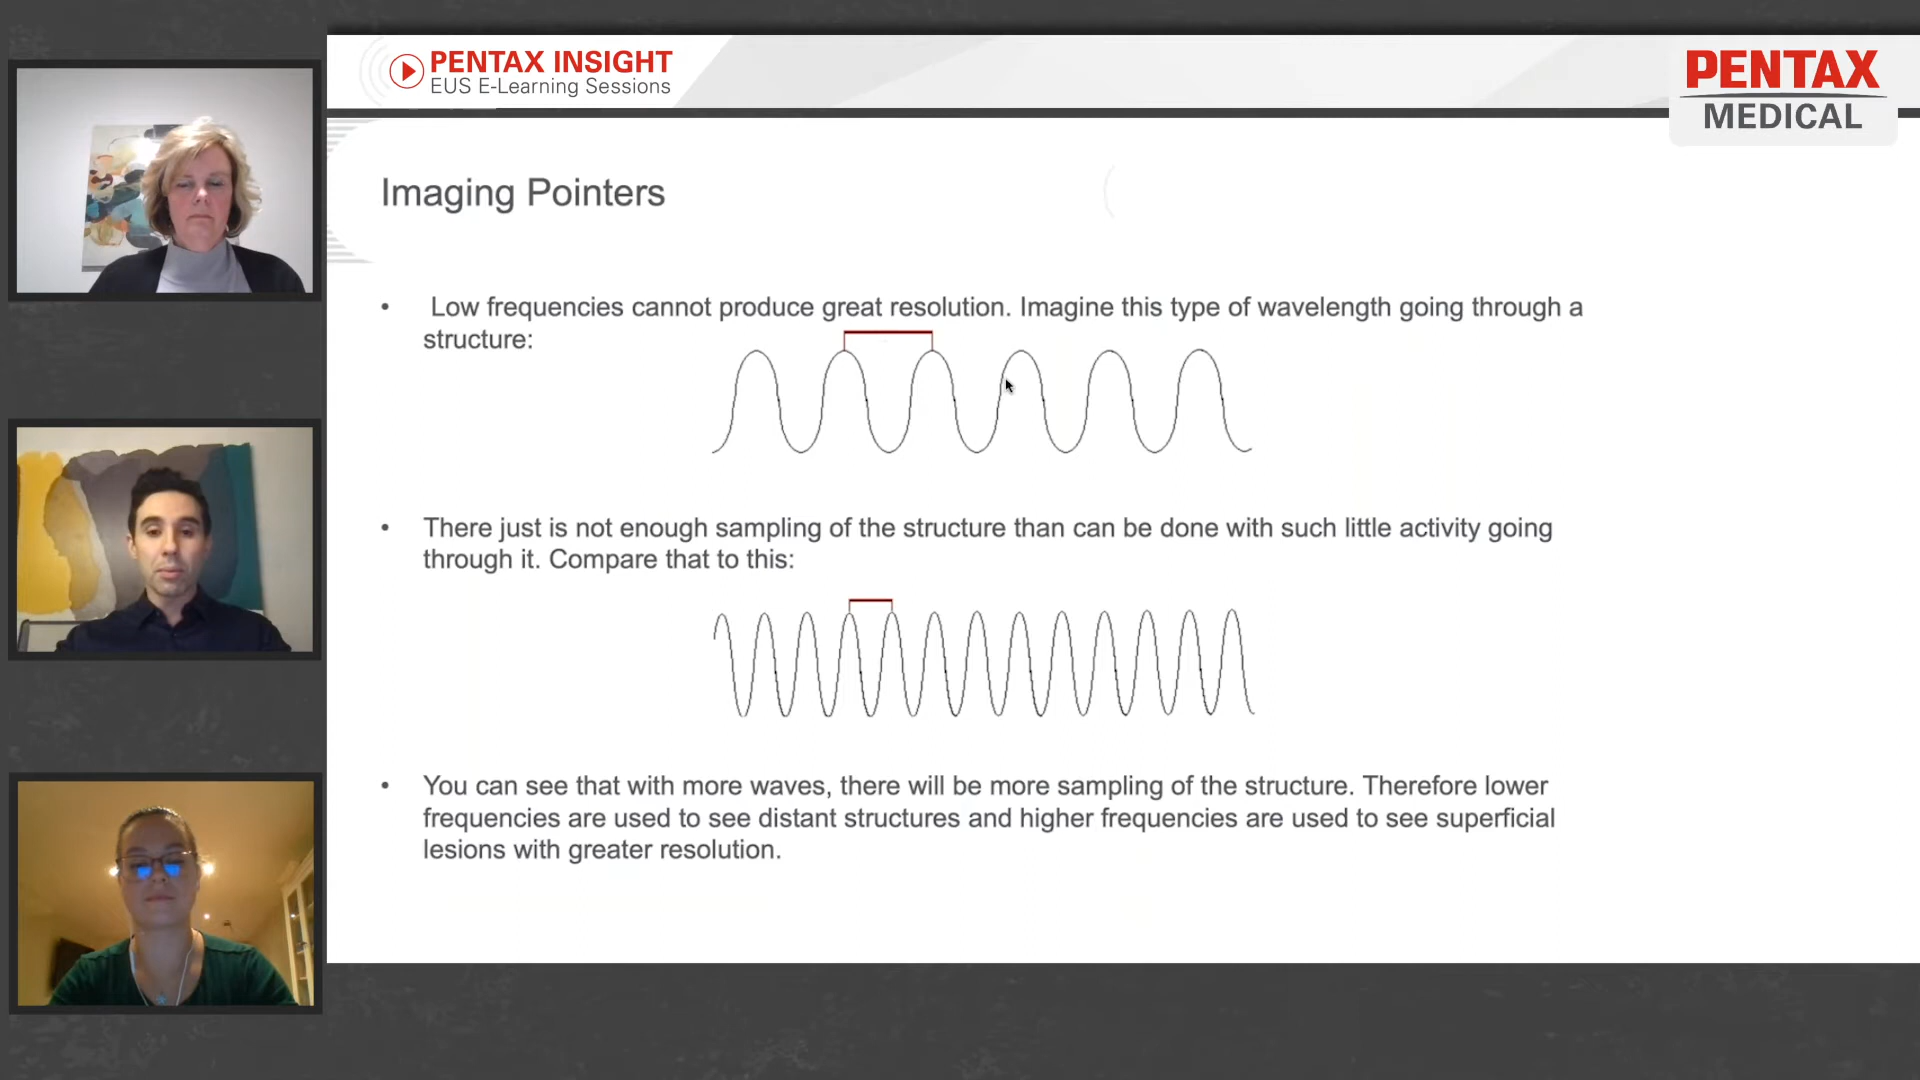 PENTAX INSIGHT
EUS E-Learning Sessions
PENTAX
MEDICAL
Imaging Pointers
• Low frequencies cannot produce great resolution. Imagine this type of wavelength going through a
structure:
• There just is not enough sampling of the structure than can be done with such little activity going
through it. Compare that to this:
• You can see that with more waves, there will be more sampling of the structure. Therefore lower
frequencies are used to see distant structures and higher frequencies are used to see superficial
lesions with greater resolution.